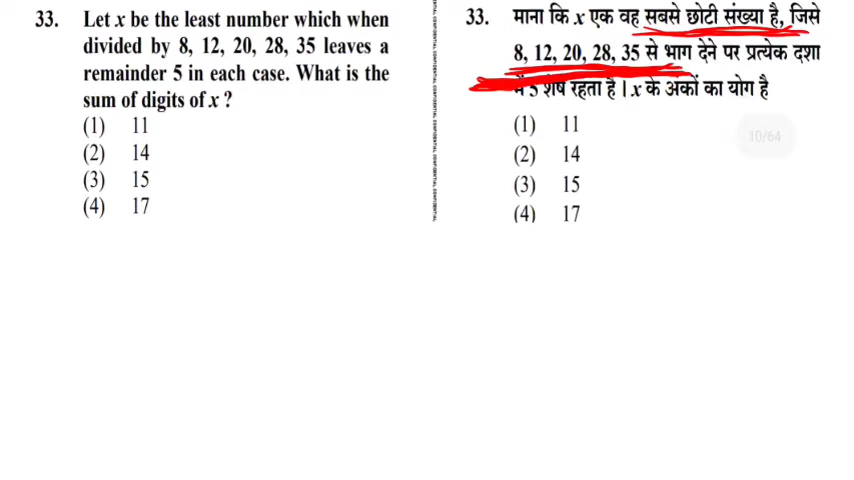 33. Let x be the least number which when
divided by 8, 12, 20, 28, 35 leaves a
remainder 5 in each case. What is the
sum of digits of x ?
(1) 11
(2) 14
(3) 15
(4) 17
33. माना कि x एक वह सबसे छोटी संख्या है, जिसे
8, 12, 20, 28, 35 से भाग देने पर प्रत्येक दशा
में 5 शेष रहता है । x के अंकों का योग है
(1) 11
(2) 14
(3) 15
(4) 17
10/64